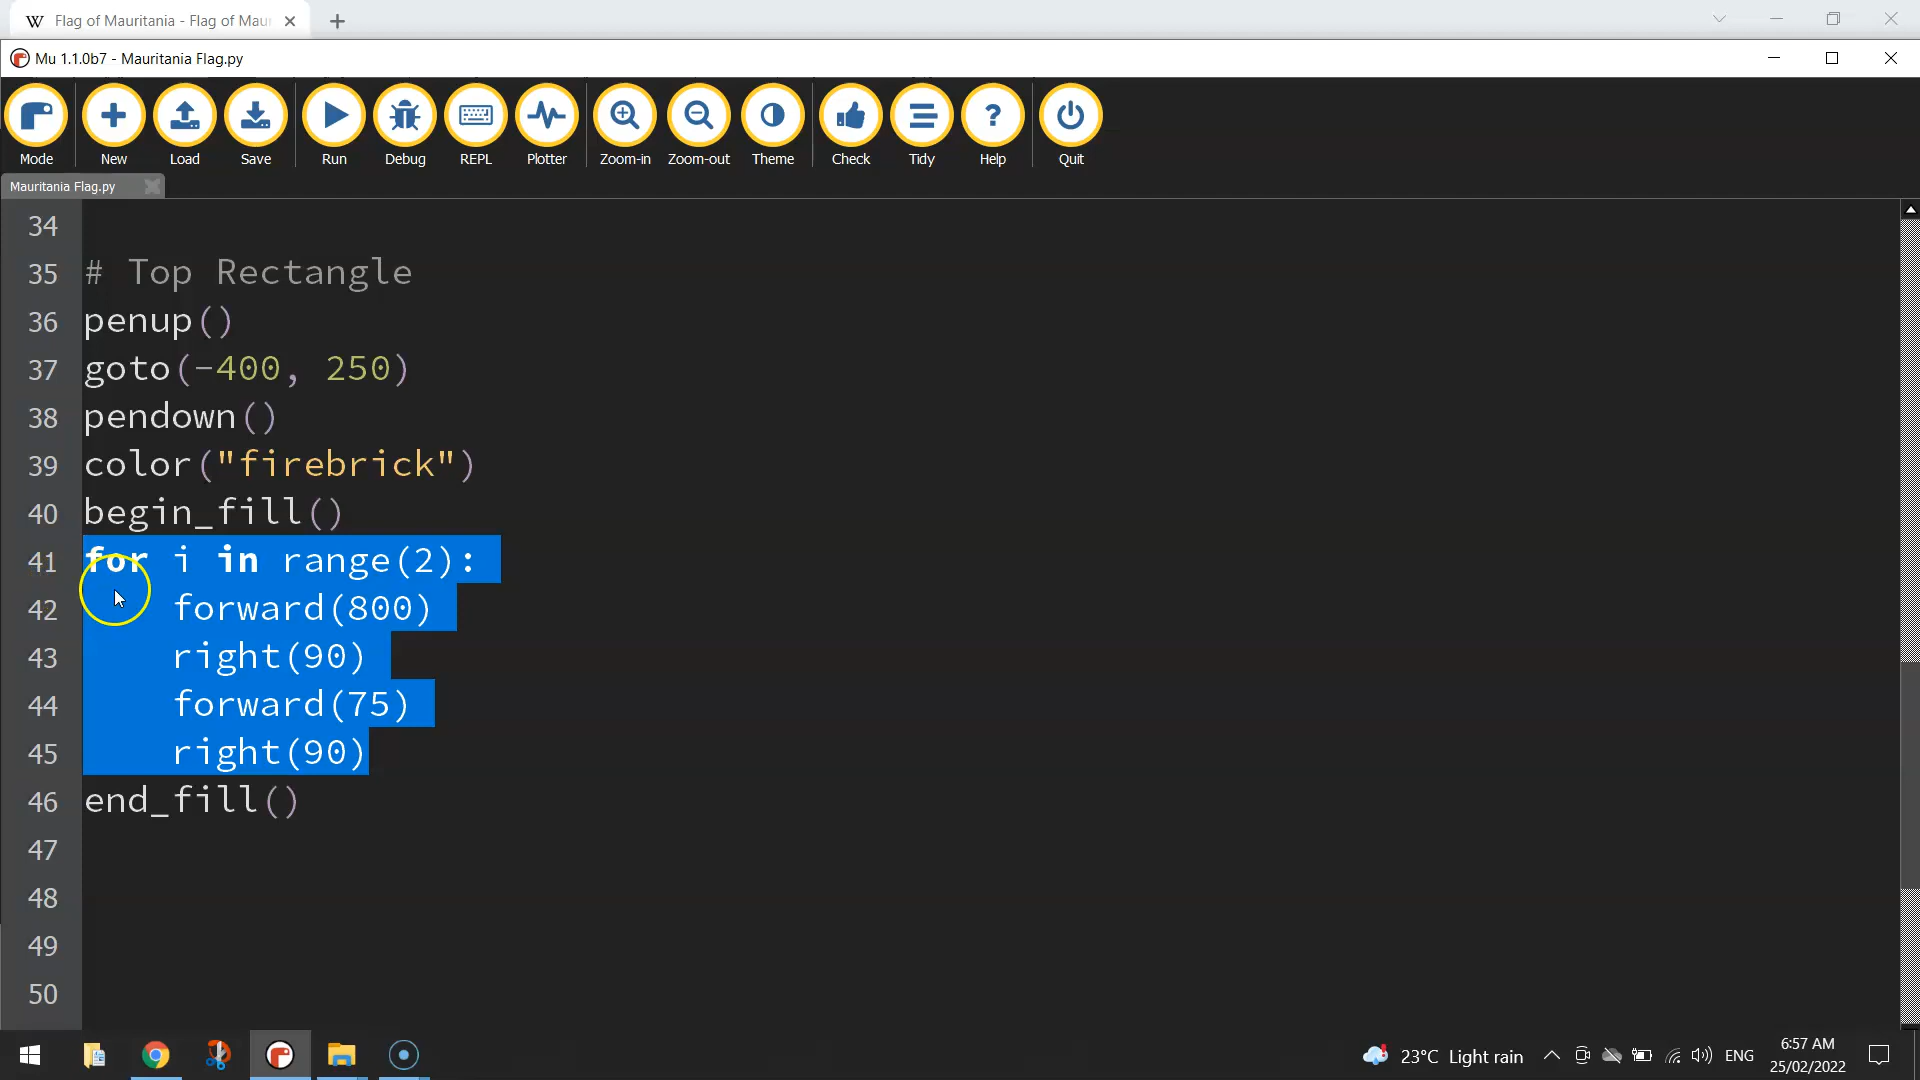 W Flag of Mauritania - Flag of Mau
Mu 1.1.0b7 - Mauritania Flag.py
Mode New Load Save Run Debug REPL Plotter Zoom-in Zoom-out Theme Check Tidy Help Quit
Mauritania Flag.py
34
35 # Top Rectangle
36 penup()
37 goto(-400, 250)
38 pendown()
39 color("firebrick")
40 begin_fill()
41 for i in range(2):
42     forward(800)
43     right(90)
44     forward(75)
45     right(90)
46 end_fill()
47
48
49
50
23°C Light rain ENG 6:57 AM
25/02/2022